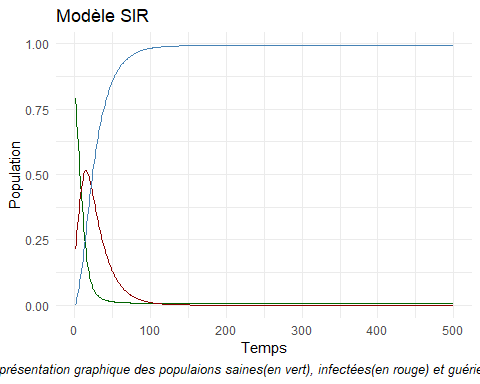 Modèle SIR
1.00
0.75
0.50
0.25
0.00
Population
0 100 200 300 400 500
Temps
présentation graphique des populaions saines(en vert), infectées(en rouge) et guérie